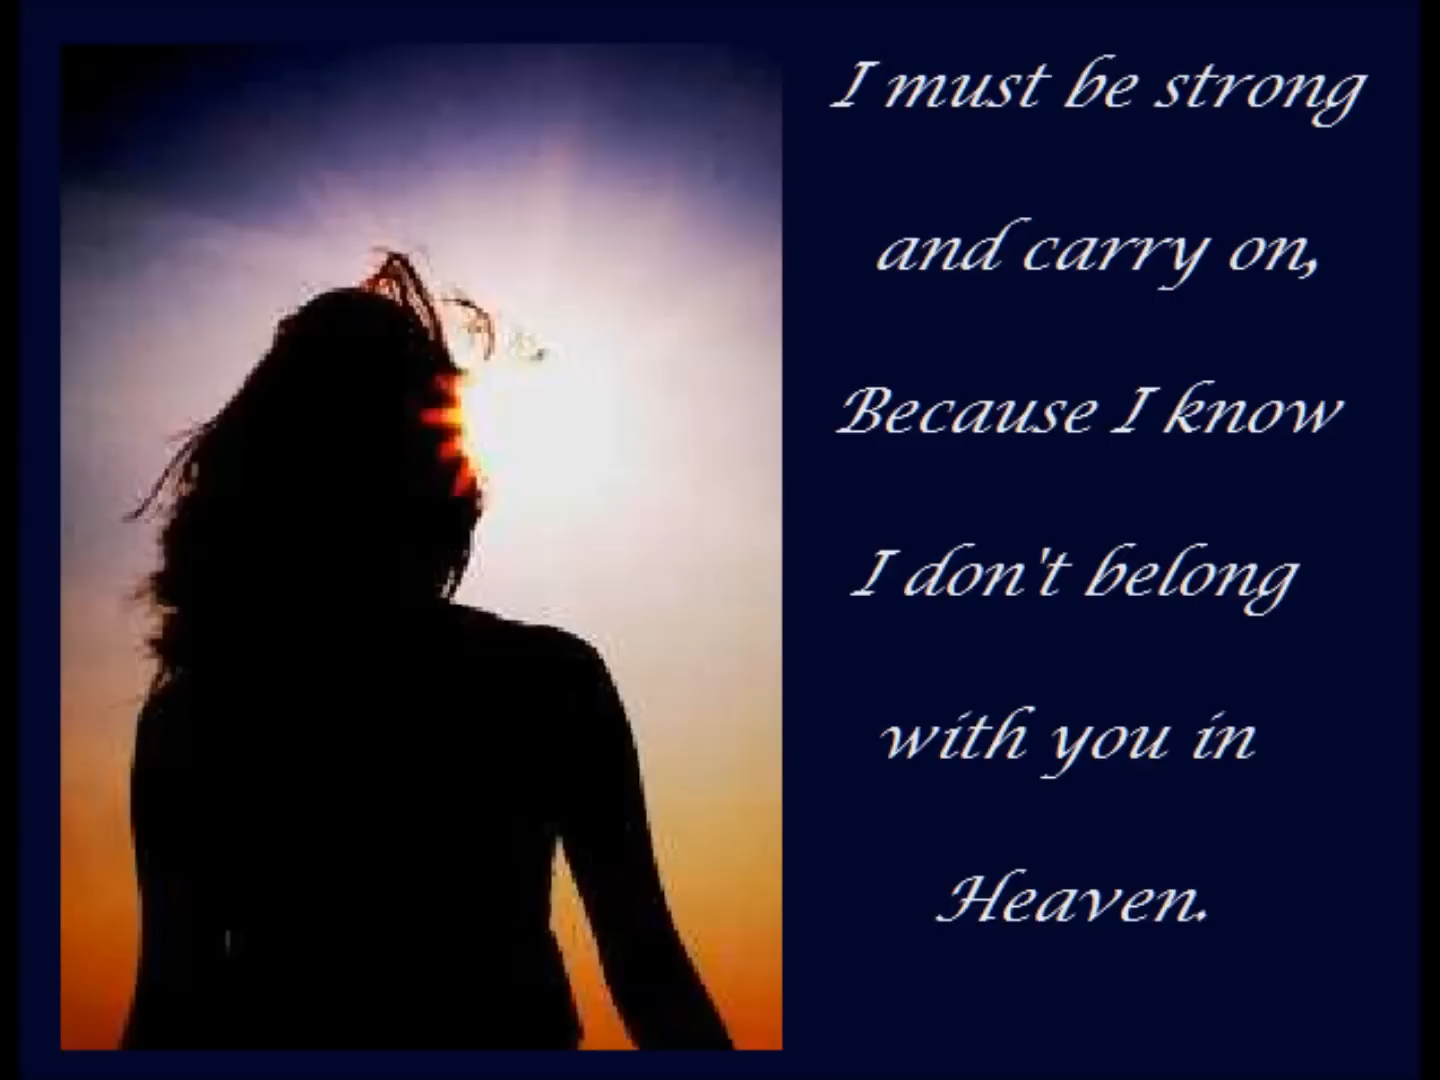 I must be strong
and carry on,
Because I know
I don't belong
with you in
Heaven.